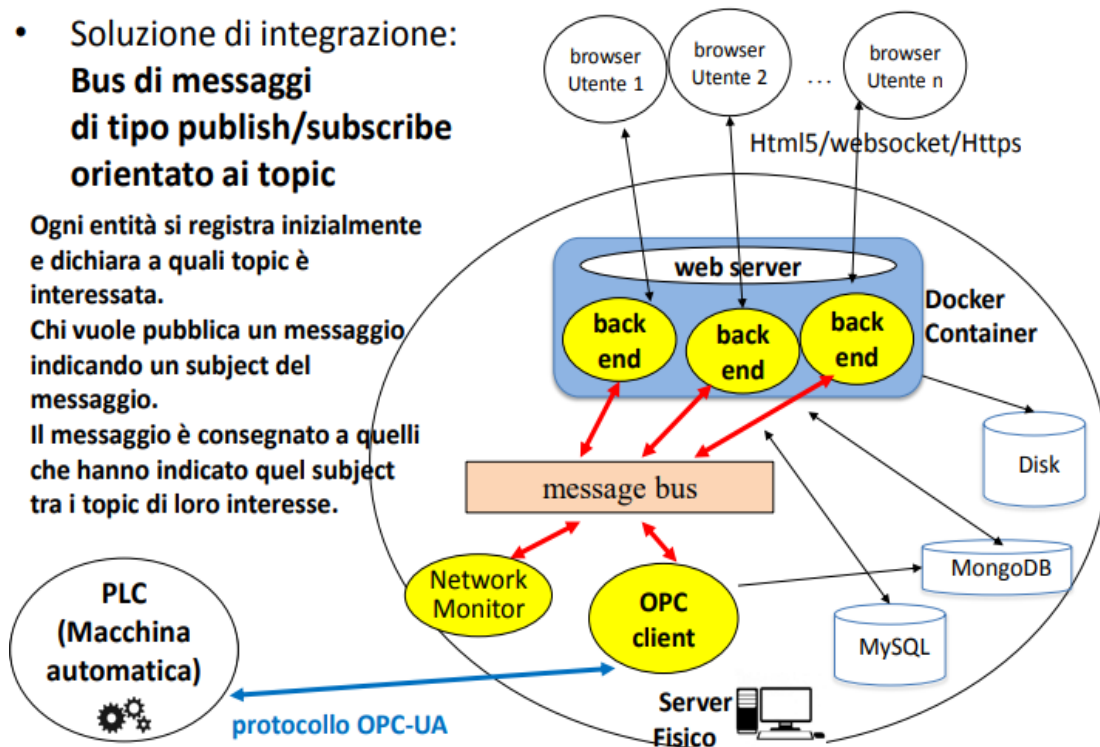 • Soluzione di integrazione:
Bus di messaggi
di tipo publish/subscribe
orientato ai topic
Ogni entità si registra inizialmente
e dichiara a quali topic è
interessata.
Chi vuole pubblica un messaggio
indicando un subject del
messaggio.
Il messaggio è consegnato a quelli
che hanno indicato quel subject
tra i topic di loro interesse.
browser
Utente 1
browser
Utente 2
...
browser
Utente n
Html5/websocket/Https
web server
back
end
back
end
back
end
Docker
Container
Disk
message bus
MongoDB
Network
Monitor
OPC
client
MySQL
PLC
(Macchina
automatica)
protocollo OPC-UA
Server
Fisico